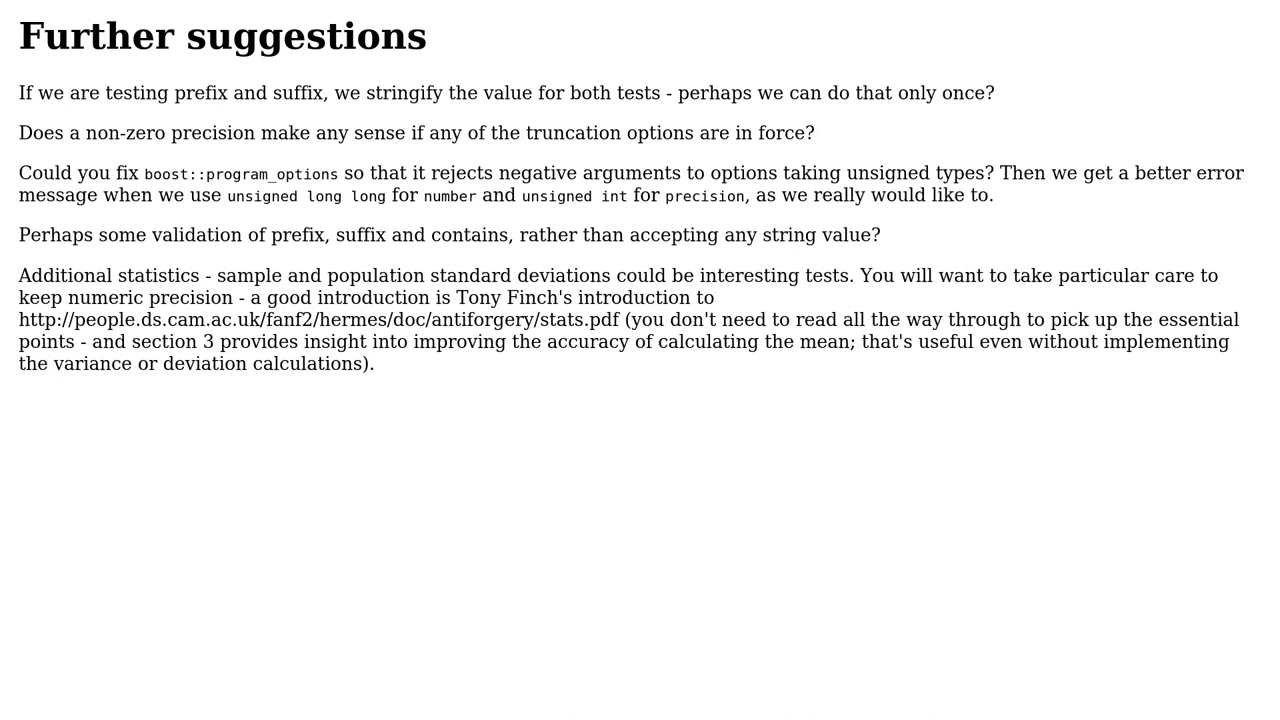 Further suggestions
If we are testing prefix and suffix, we stringify the value for both tests - perhaps we can do that only once?
Does a non-zero precision make any sense if any of the truncation options are in force?
Could you fix boost::program_options so that it rejects negative arguments to options taking unsigned types? Then we get a better error
message when we use unsigned long long for number and unsigned int for precision, as we really would like to.
Perhaps some validation of prefix, suffix and contains, rather than accepting any string value?
Additional statistics - sample and population standard deviations could be interesting tests. You will want to take particular care to
keep numeric precision - a good introduction is Tony Finch's introduction to
http://people.ds.cam.ac.uk/fanf2/hermes/doc/antiforgery/stats.pdf (you don't need to read all the way through to pick up the essential
points - and section 3 provides insight into improving the accuracy of calculating the mean; that's useful even without implementing
the variance or deviation calculations).